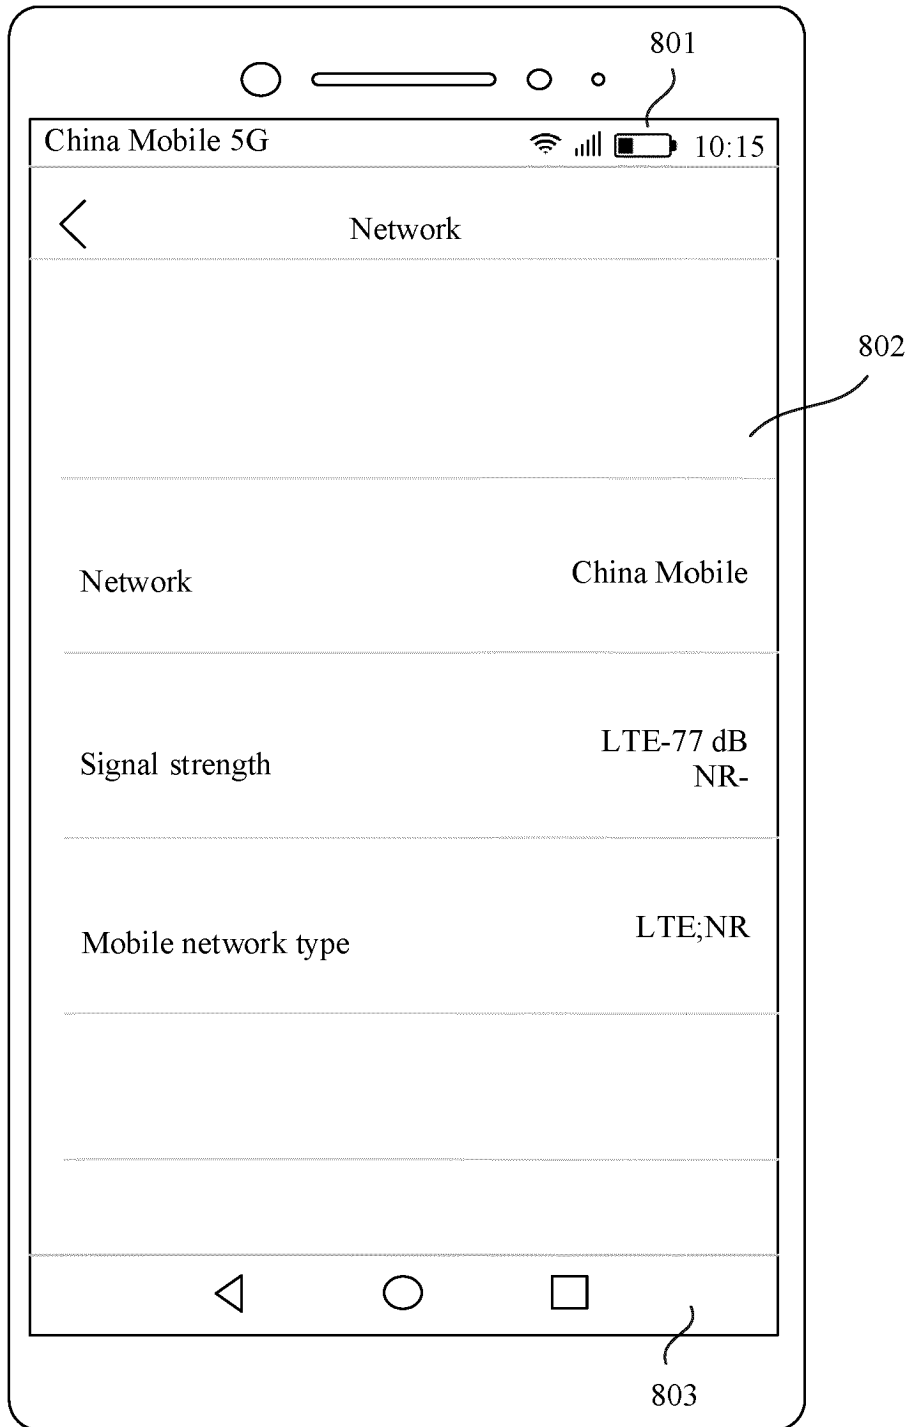 801
China Mobile 5G 10:15
Network
802
Network China Mobile
Signal strength LTE-77 dB
NR-
Mobile network type LTE;NR
803